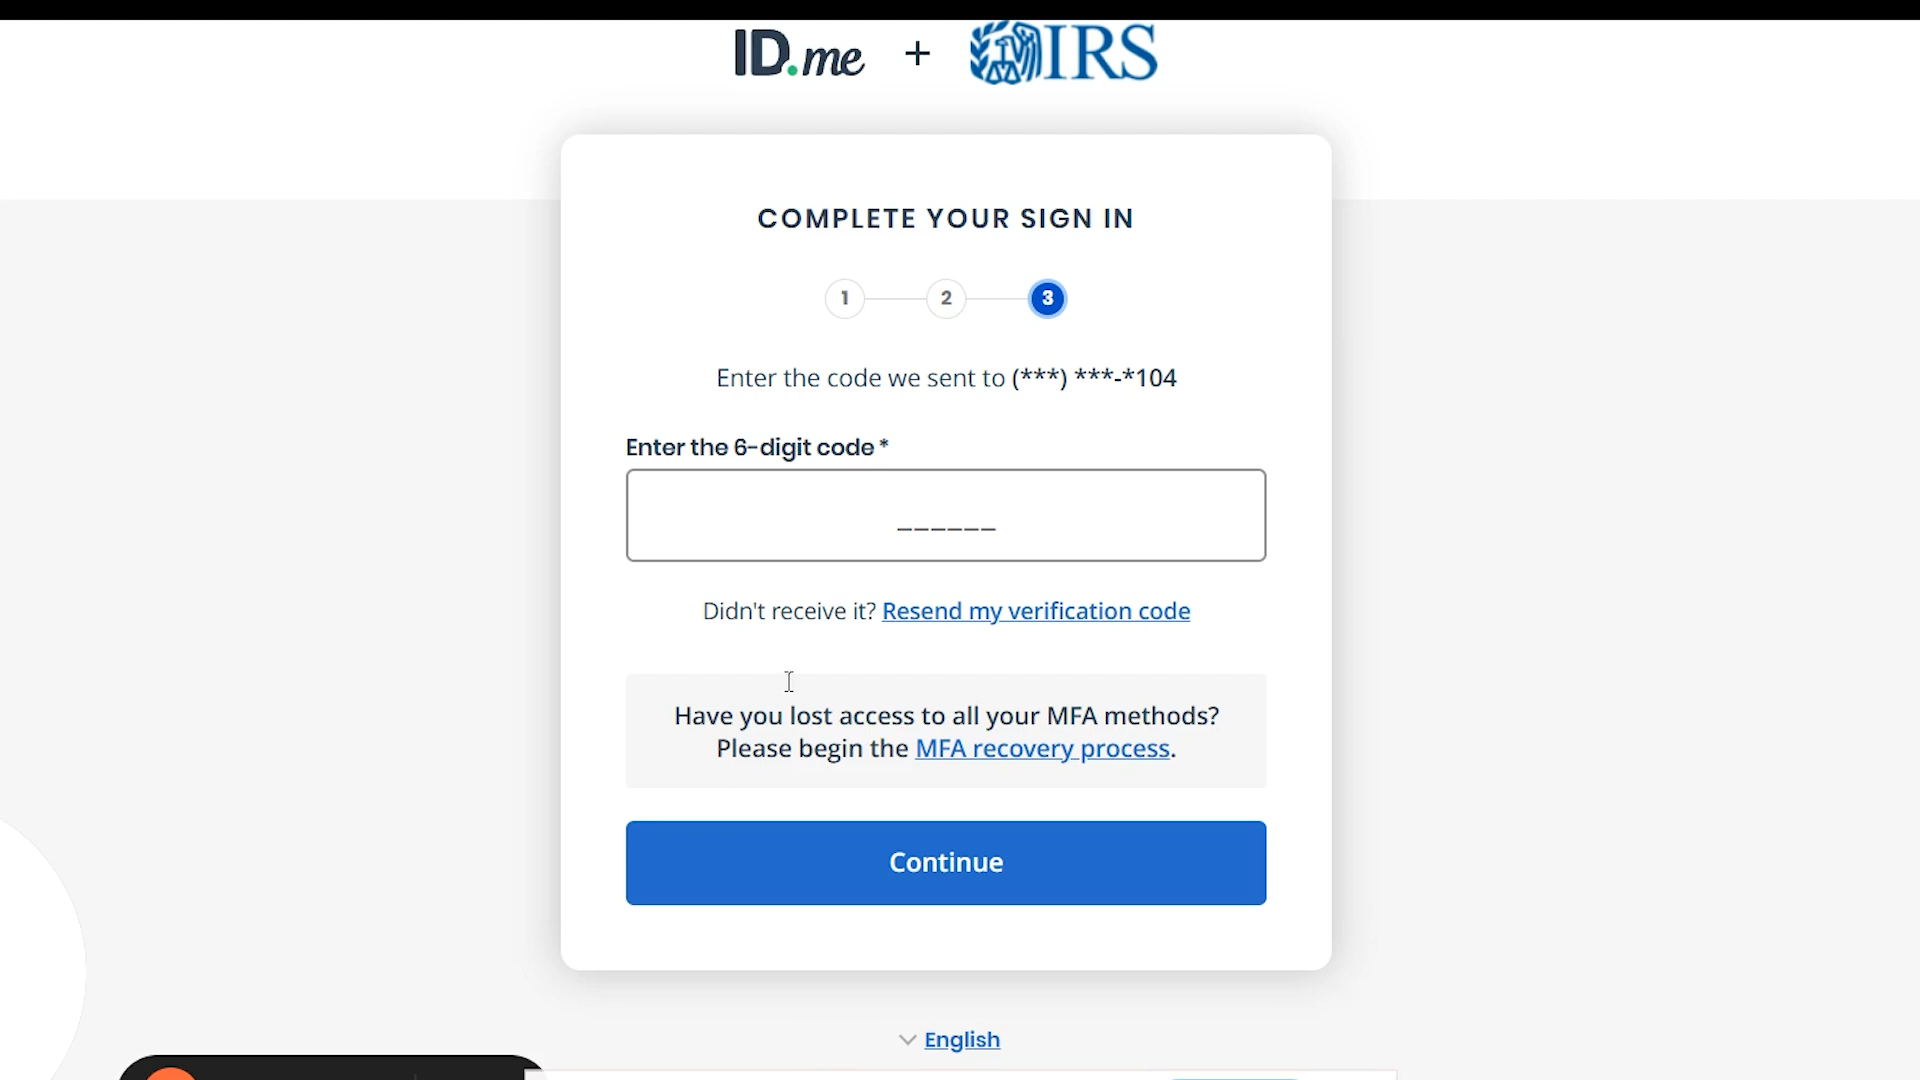 ID.me + IRS
COMPLETE YOUR SIGN IN
1 2 3
Enter the code we sent to (***) ***-*104
Enter the 6-digit code *
______
Didn't receive it? Resend my verification code
Have you lost access to all your MFA methods?
Please begin the MFA recovery process.
Continue
English